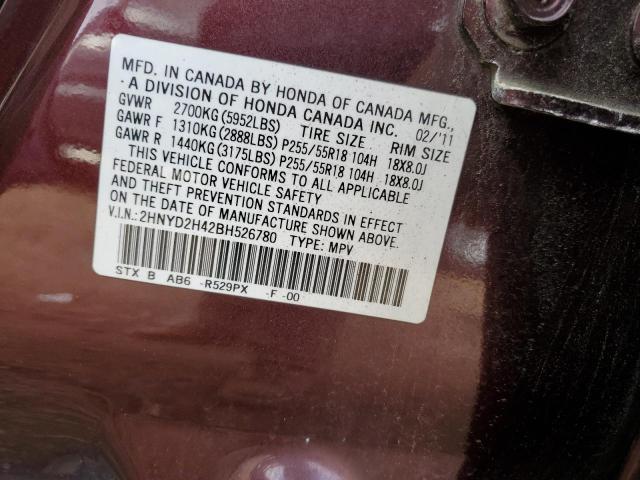 MFD. IN CANADA BY HONDA OF CANADA MFG.,
A DIVISION OF HONDA CANADA INC. 02/'11
GVWR 2700KG(5952LBS) TIRE SIZE RIM SIZE
GAWR F 1310KG(2888LBS) P255/55R18 104H 18X8.0J
GAWR R 1440KG(3175LBS) P255/55R18 104H 18X8.0J
THIS VEHICLE CONFORMS TO ALL APPLICABLE
FEDERAL MOTOR VEHICLE SAFETY
AND THEFT PREVENTION STANDARDS IN EFFECT
ON THE DATE OF MANUFACTURE SHOWN ABOVE.
V.I.N.:2HNYD2H42BH526780 TYPE: MPV
STX B AB6 -R529PX -F -00